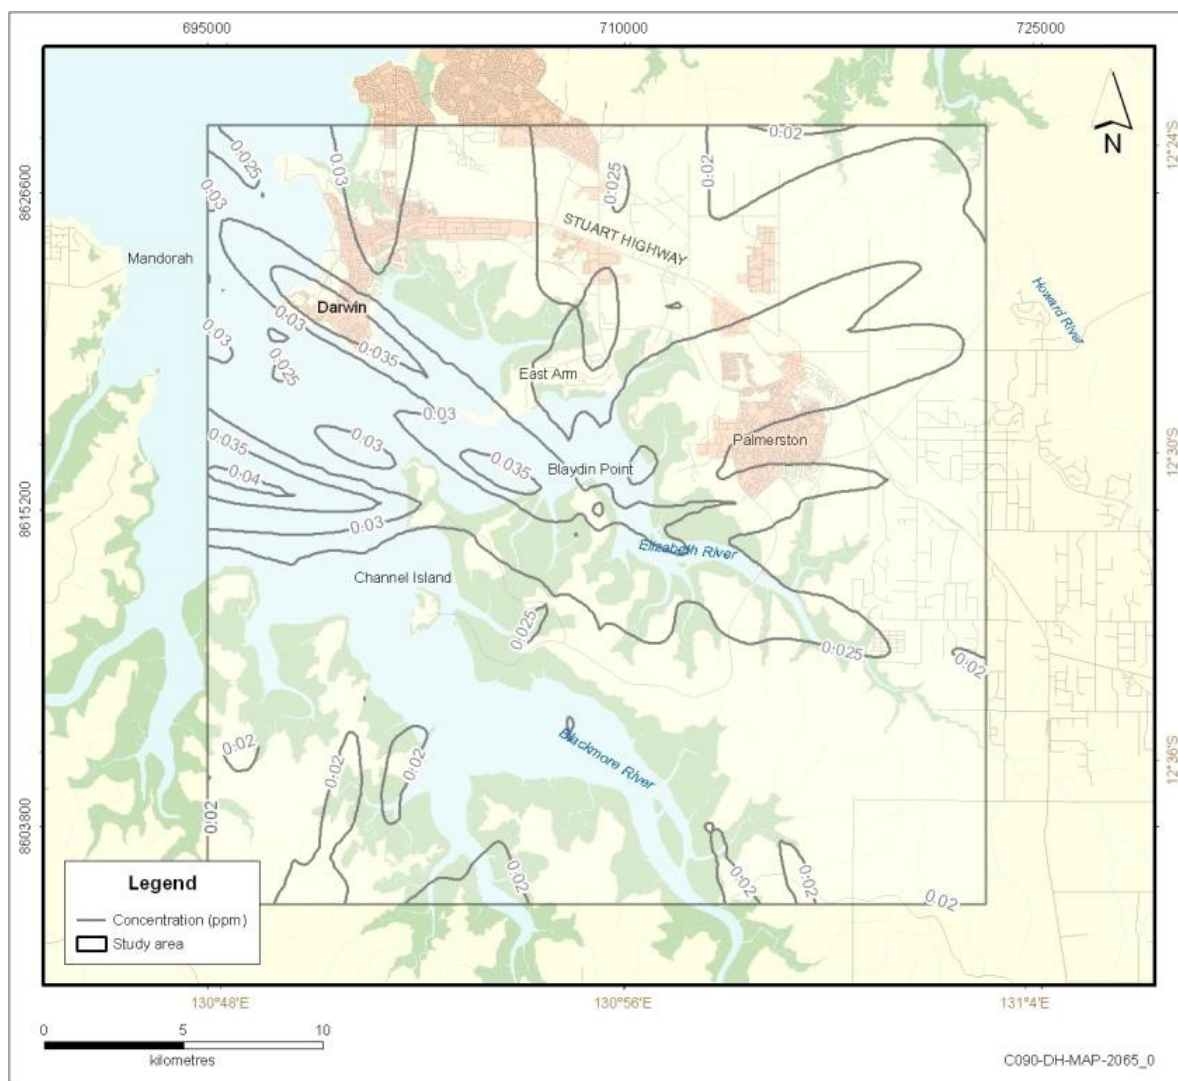 695000
710000
725000
0.02
0.025
0.03
0.02
0.025
12°24'S
N
8626600
0.03
STUART HIGHWAY
Mandorah
Howard River
Darwin
0.03
0.03
0.035
0.025
East Arm
0.03
0.035
0.03
Palmerston
12°30'S
0.04
0.035
Blaydin Point
8615200
0.03
Elizabeth River
Channel Island
0.025
0.025
0.02
0.02
0.02
0.02
Blackmore River
12°36'S
0.02
8603800
Legend
Concentration (ppm)
Study area
0.02
0.02
0.02
0.02
130°48'E
130°56'E
131°4'E
0 5 10
kilometres
C090-DH-MAP-2065_0